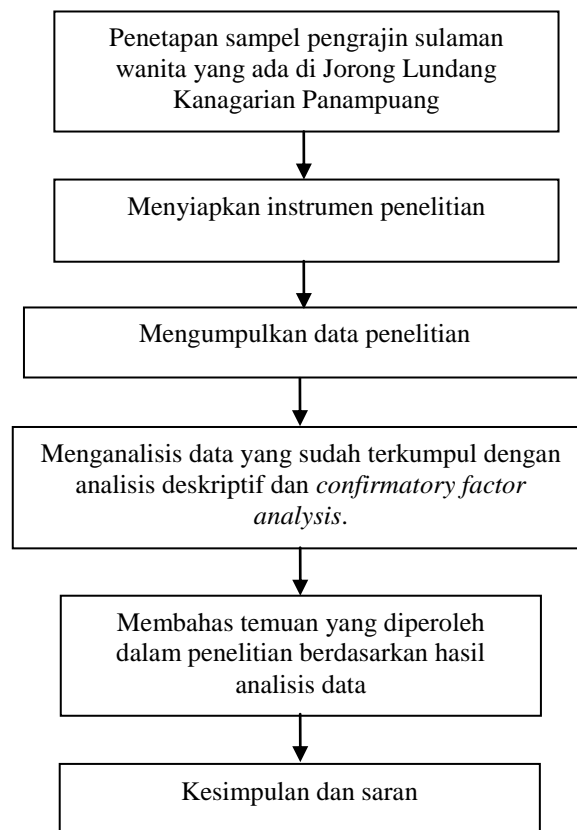 Penetapan sampel pengrajin sulaman
wanita yang ada di Jorong Lundang
Kanagarian Panampuang
Menyiapkan instrumen penelitian
Mengumpulkan data penelitian
Menganalisis data yang sudah terkumpul dengan
analisis deskriptif dan confirmatory factor
analysis.
Membahas temuan yang diperoleh
dalam penelitian berdasarkan hasil
analisis data
Kesimpulan dan saran